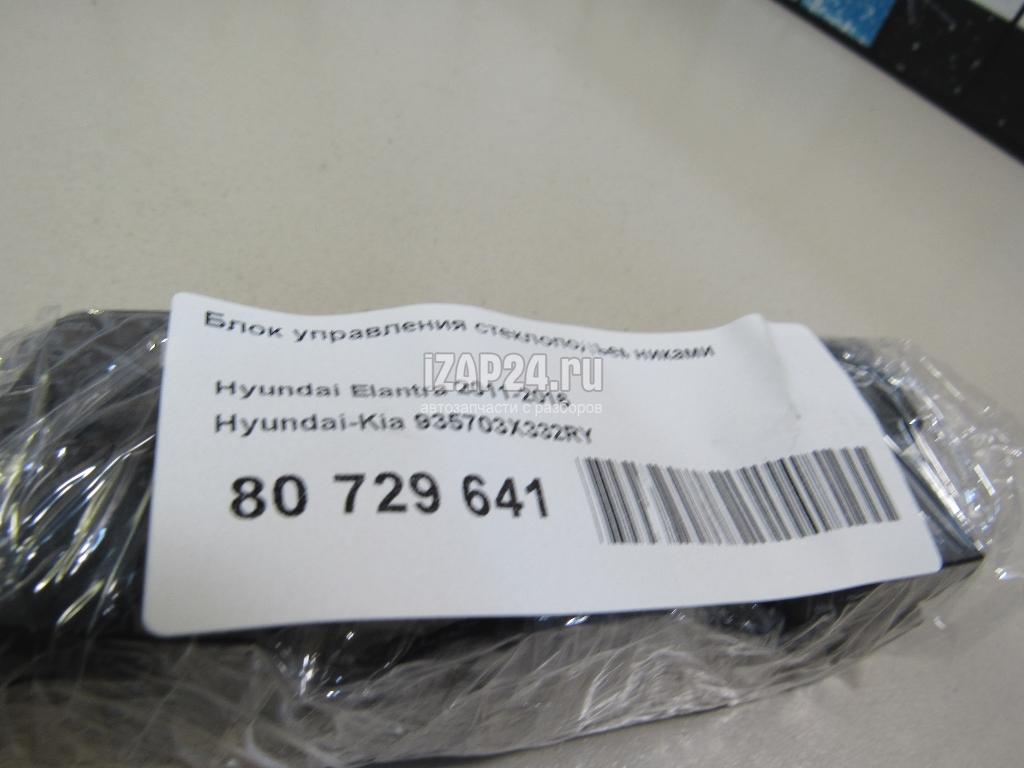 Блок управления стеклоподъемниками
iZAP24.ru
Hyundai Elantra 2011-2016
автозапчасти с разборов
Hyundai-Kia 935703X332RY
80 729 641